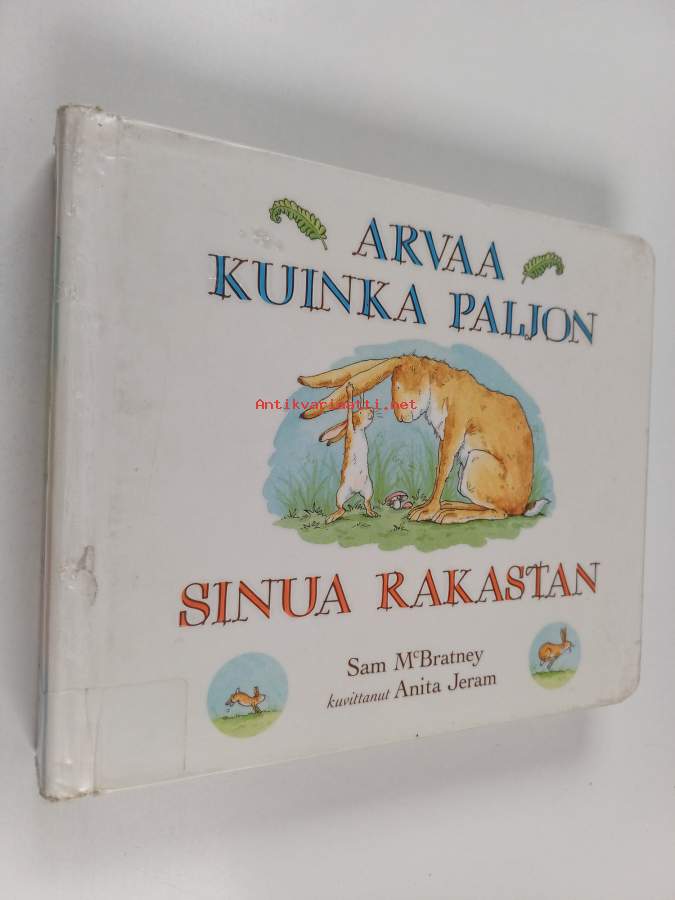 ARVAA
KUINKA PALJON
Antikvariaatti.net
SINUA RAKASTAN
Sam McBratney
kuvittanut Anita Jeram